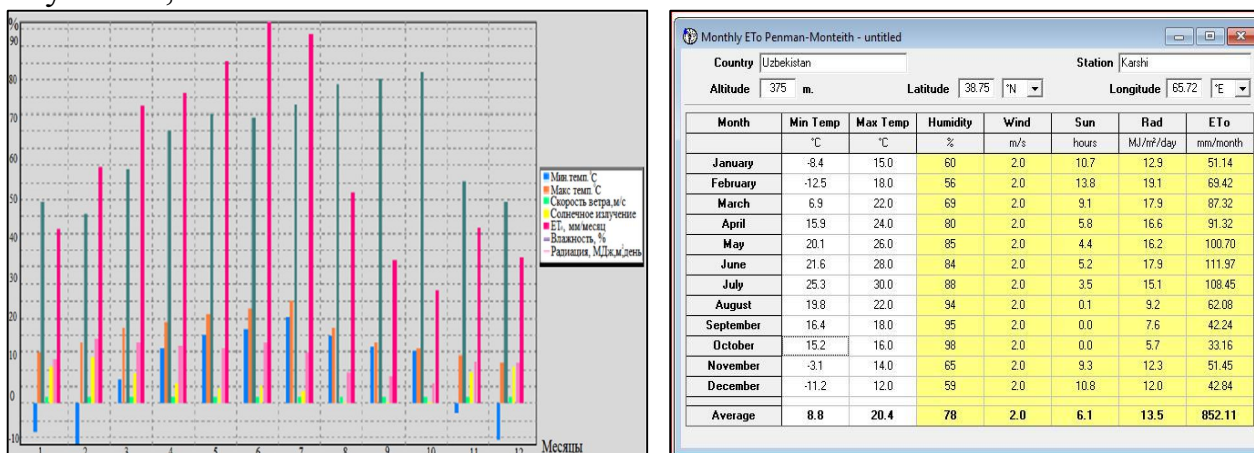 %
90
80
70
60
50
40
30
20
10
0
-10
1 2 3 4 5 6 7 8 9 10 11 12
Месяцы
Мин.темп.°С
Макс темп.°С
Скорость ветра,м/с
Солнечное излучение
ЕТ₀, мм/месяц
Влажность, %
Радиация, МДж,м²день
Monthly ETo Penman-Monteith - untitled
Country Uzbekistan Station Karshi
Altitude 375 m. Latitude 38.75 °N Longitude 65.72 °E
Month Min Temp Max Temp Humidity Wind Sun Rad ETo
°C °C % m/s hours MJ/m²/day mm/month
January -8.4 15.0 60 2.0 10.7 12.9 51.14
February -12.5 18.0 56 2.0 13.8 19.1 69.42
March 6.9 22.0 69 2.0 9.1 17.9 87.32
April 15.9 24.0 80 2.0 5.8 16.6 91.32
May 20.1 26.0 85 2.0 4.4 16.2 100.70
June 21.6 28.0 84 2.0 5.2 17.9 111.97
July 25.3 30.0 88 2.0 3.5 15.1 108.45
August 19.8 22.0 94 2.0 0.1 9.2 62.08
September 16.4 18.0 95 2.0 0.0 7.6 42.24
October 15.2 16.0 98 2.0 0.0 5.7 33.16
November -3.1 14.0 65 2.0 9.3 12.3 51.45
December -11.2 12.0 59 2.0 10.8 12.0 42.84
Average 8.8 20.4 78 2.0 6.1 13.5 852.11